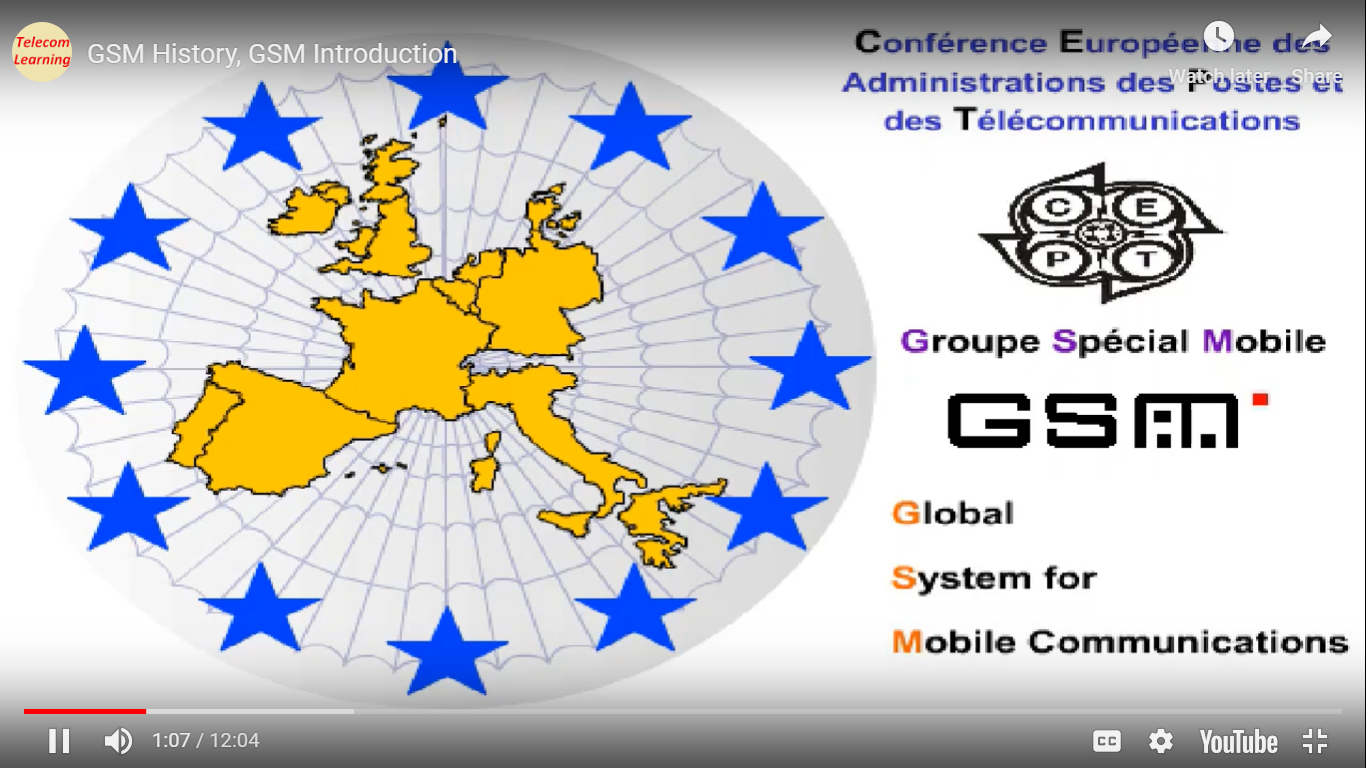 Telecom
Learning
GSM History, GSM Introduction
Conférence Européenne des
Administrations des Postes et
des Télécommunications
Watch later
Share
C E
P T
Groupe Spécial Mobile
GSM
Global
System for
Mobile Communications
1:07 / 12:04
CC
YouTube